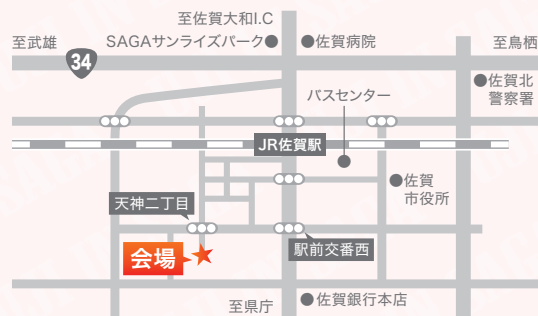 至佐賀大和I.C
至武雄
SAGAサンライズパーク
佐賀病院
至鳥栖
34
佐賀北
警察署
バスセンター
JR佐賀駅
佐賀
市役所
天神二丁目
会場
駅前交番西
至県庁
佐賀銀行本店